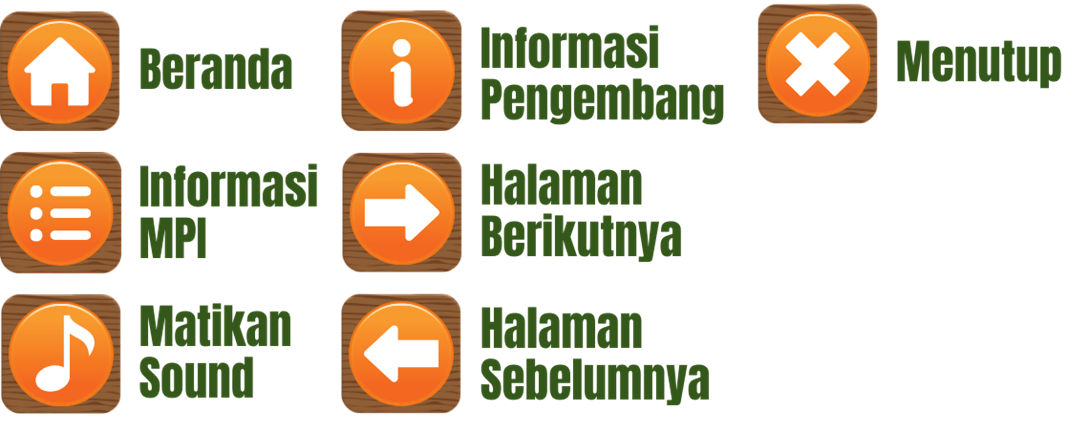 Beranda
Informasi
MPI
Matikan
Sound
Informasi
Pengembang
Halaman
Berikutnya
Halaman
Sebelumnya
Menutup